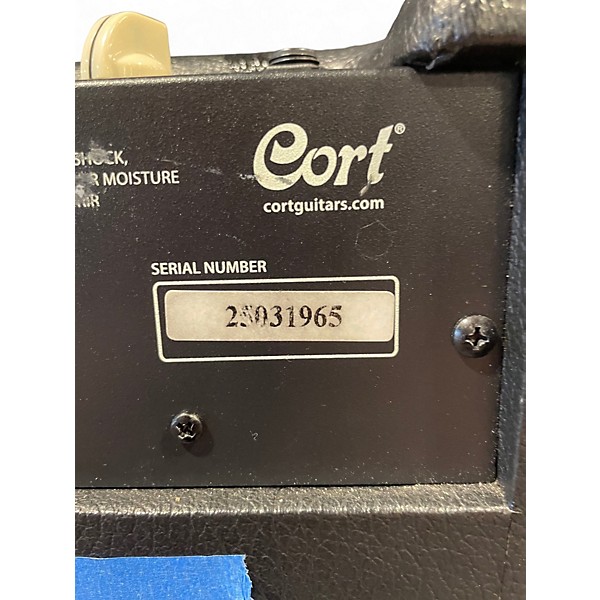 SHOCK,
R MOISTURE
Cort®
cortguitars.com
SERIAL NUMBER
25031965